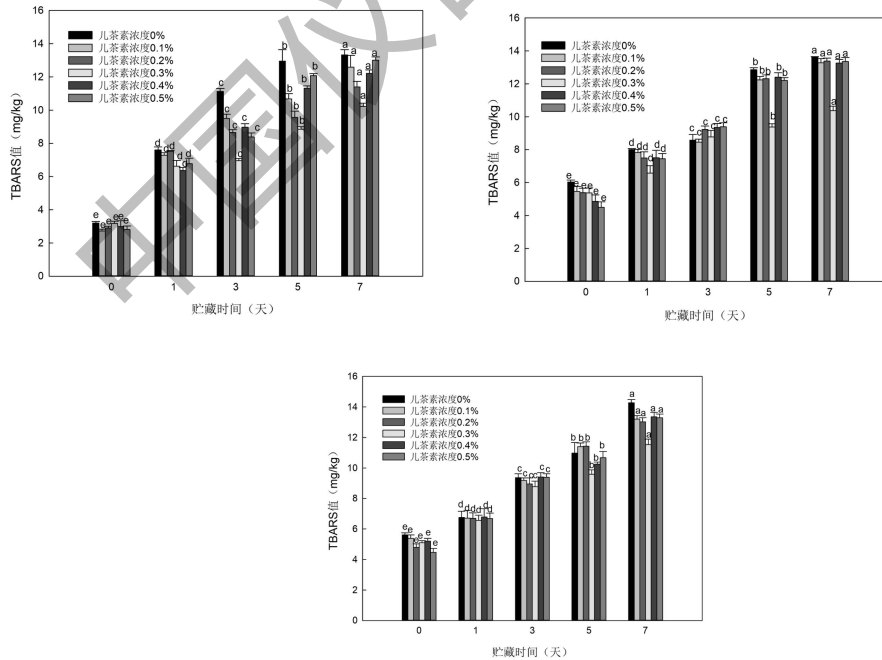 中国仪
16
14
12
10
8
6
4
2
0
TBARS值（mg/kg）
儿茶素浓度0%
儿茶素浓度0.1%
儿茶素浓度0.2%
儿茶素浓度0.3%
儿茶素浓度0.4%
儿茶素浓度0.5%
e e e e e e
d d d d d d
c c c c c c
b b b b b b
a a a a a a
0 1 3 5 7
贮藏时间（天）
16
14
12
10
8
6
4
2
0
TBARS值（mg/kg）
儿茶素浓度0%
儿茶素浓度0.1%
儿茶素浓度0.2%
儿茶素浓度0.3%
儿茶素浓度0.4%
儿茶素浓度0.5%
e e e e e e
d d d d d d
c c c c c c
b b b b b b
a a a a a a
0 1 3 5 7
贮藏时间（天）
16
14
12
10
8
6
4
2
0
TBARS值（mg/kg）
儿茶素浓度0%
儿茶素浓度0.1%
儿茶素浓度0.2%
儿茶素浓度0.3%
儿茶素浓度0.4%
儿茶素浓度0.5%
e e e e e e
d d d d d d
c c c c c c
b b b b b b
a a a a a a
0 1 3 5 7
贮藏时间（天）